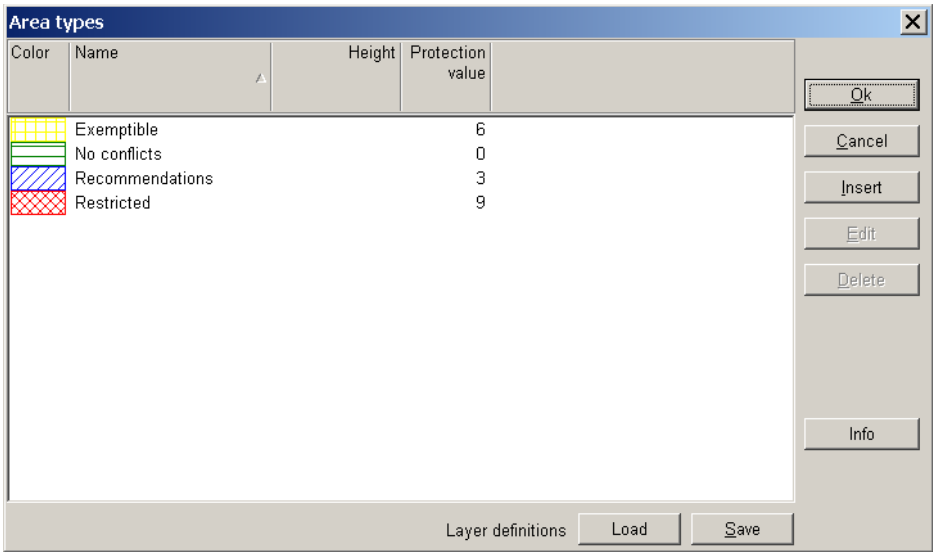 Area types
Color Name Height Protection
value
Ok
Exemptible 6
Cancel
No conflicts 0
Recommendations 3
Insert
Restricted 9
Edit
Delete
Info
Layer definitions Load Save